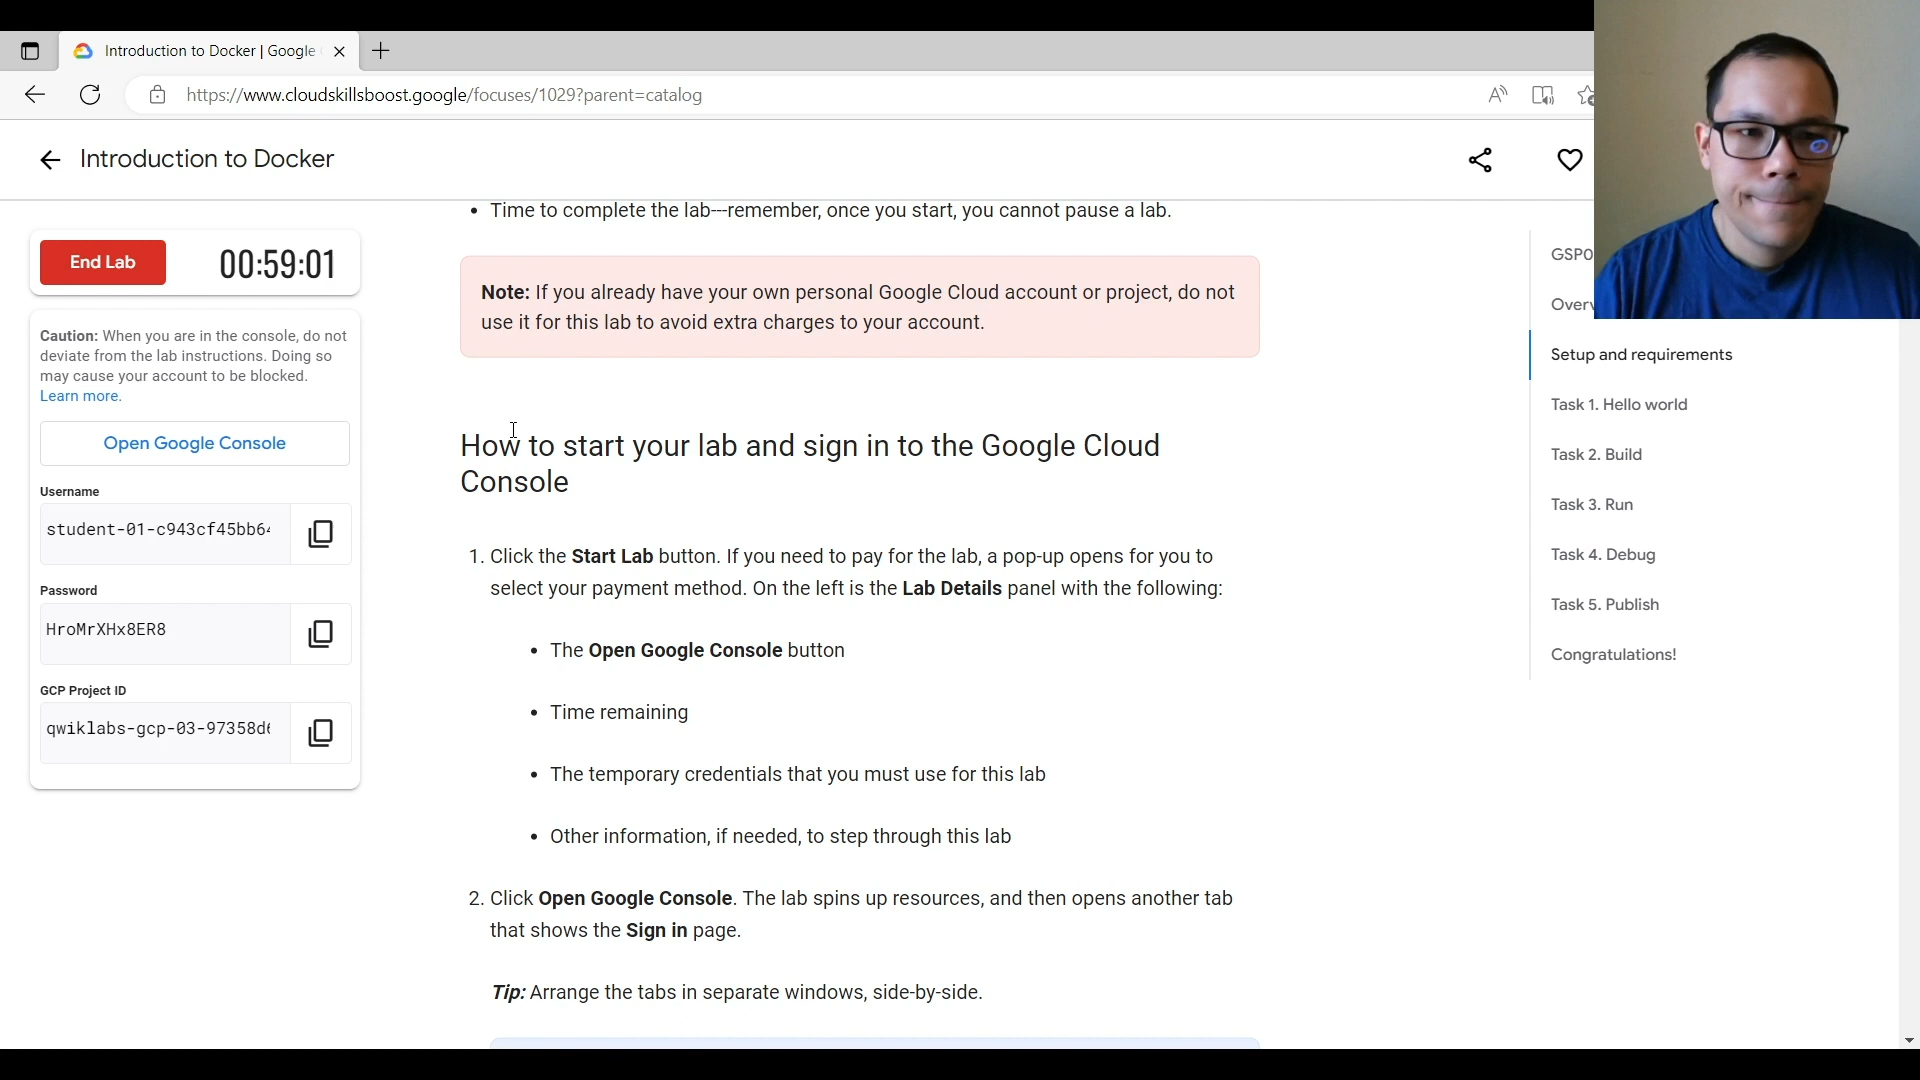 Introduction to Docker | Google
https://www.cloudskillsboost.google/focuses/1029?parent=catalog
Introduction to Docker
End Lab
00:59:01
Caution: When you are in the console, do not
deviate from the lab instructions. Doing so
may cause your account to be blocked.
Learn more.
Open Google Console
Username
student-01-c943cf45bb64
Password
HroMrXHx8ER8
GCP Project ID
qwiklabs-gcp-03-97358d6
• Time to complete the lab---remember, once you start, you cannot pause a lab.
Note: If you already have your own personal Google Cloud account or project, do not
use it for this lab to avoid extra charges to your account.
How to start your lab and sign in to the Google Cloud
Console
1. Click the Start Lab button. If you need to pay for the lab, a pop-up opens for you to
select your payment method. On the left is the Lab Details panel with the following:
• The Open Google Console button
• Time remaining
• The temporary credentials that you must use for this lab
• Other information, if needed, to step through this lab
2. Click Open Google Console. The lab spins up resources, and then opens another tab
that shows the Sign in page.
Tip: Arrange the tabs in separate windows, side-by-side.
GSP0
Overv
Setup and requirements
Task 1. Hello world
Task 2. Build
Task 3. Run
Task 4. Debug
Task 5. Publish
Congratulations!